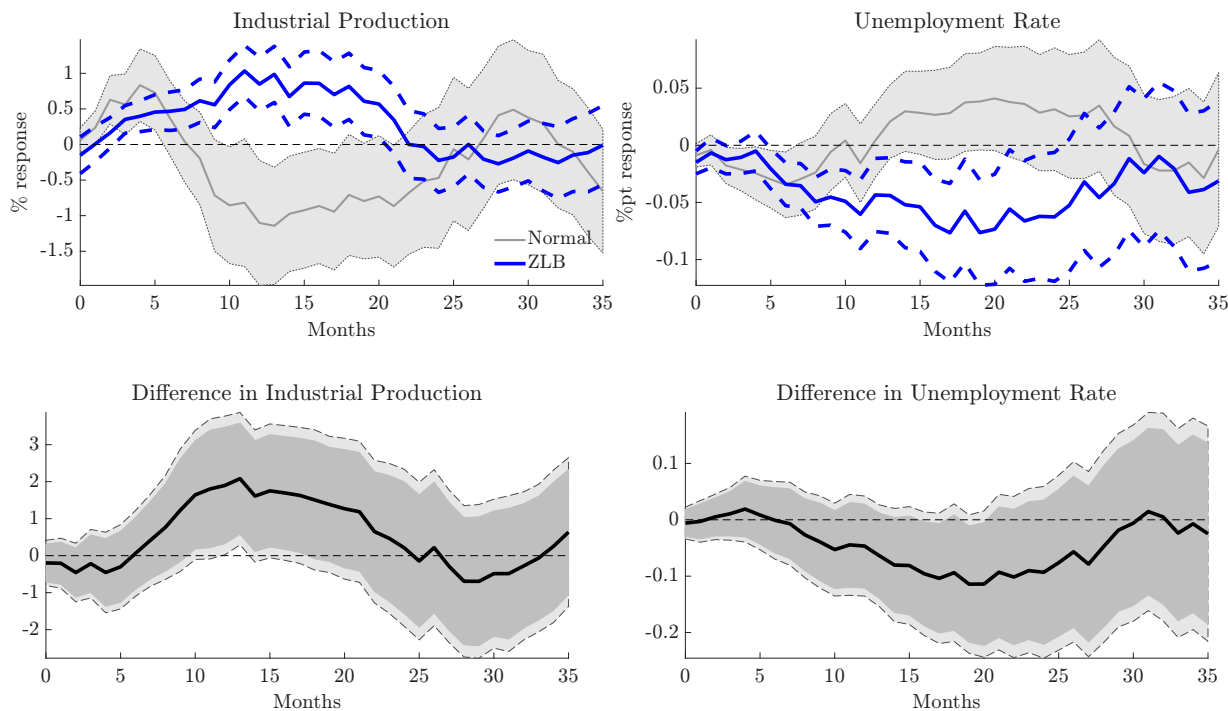 Industrial Production
% response
1
0.5
0
-0.5
-1
-1.5
Normal
ZLB
0 5 10 15 20 25 30 35
Months
Unemployment Rate
%pt response
0.05
0
-0.05
-0.1
0 5 10 15 20 25 30 35
Months
Difference in Industrial Production
3
2
1
0
-1
-2
0 5 10 15 20 25 30 35
Months
Difference in Unemployment Rate
0.1
0
-0.1
-0.2
0 5 10 15 20 25 30 35
Months